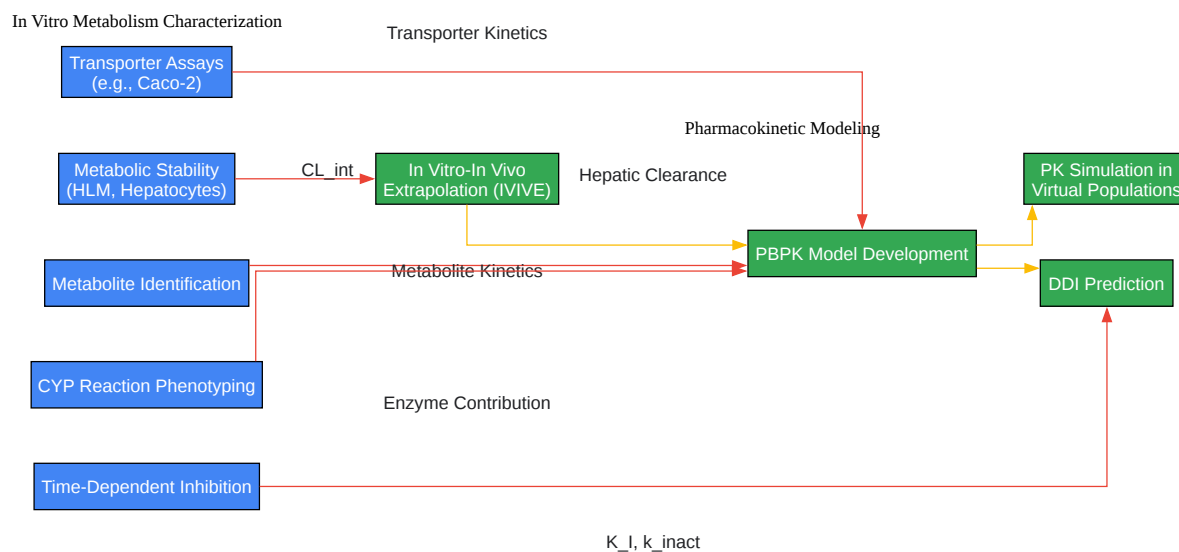 In Vitro Metabolism Characterization
Transporter Kinetics
Transporter Assays
(e.g., Caco-2)
Pharmacokinetic Modeling
Metabolic Stability
(HLM, Hepatocytes)
CL_int
In Vitro-In Vivo
Extrapolation (IVIVE)
Hepatic Clearance
PK Simulation in
Virtual Populations
PBPK Model Development
Metabolite Identification
Metabolite Kinetics
DDI Prediction
CYP Reaction Phenotyping
Enzyme Contribution
Time-Dependent Inhibition
K_I, k_inact